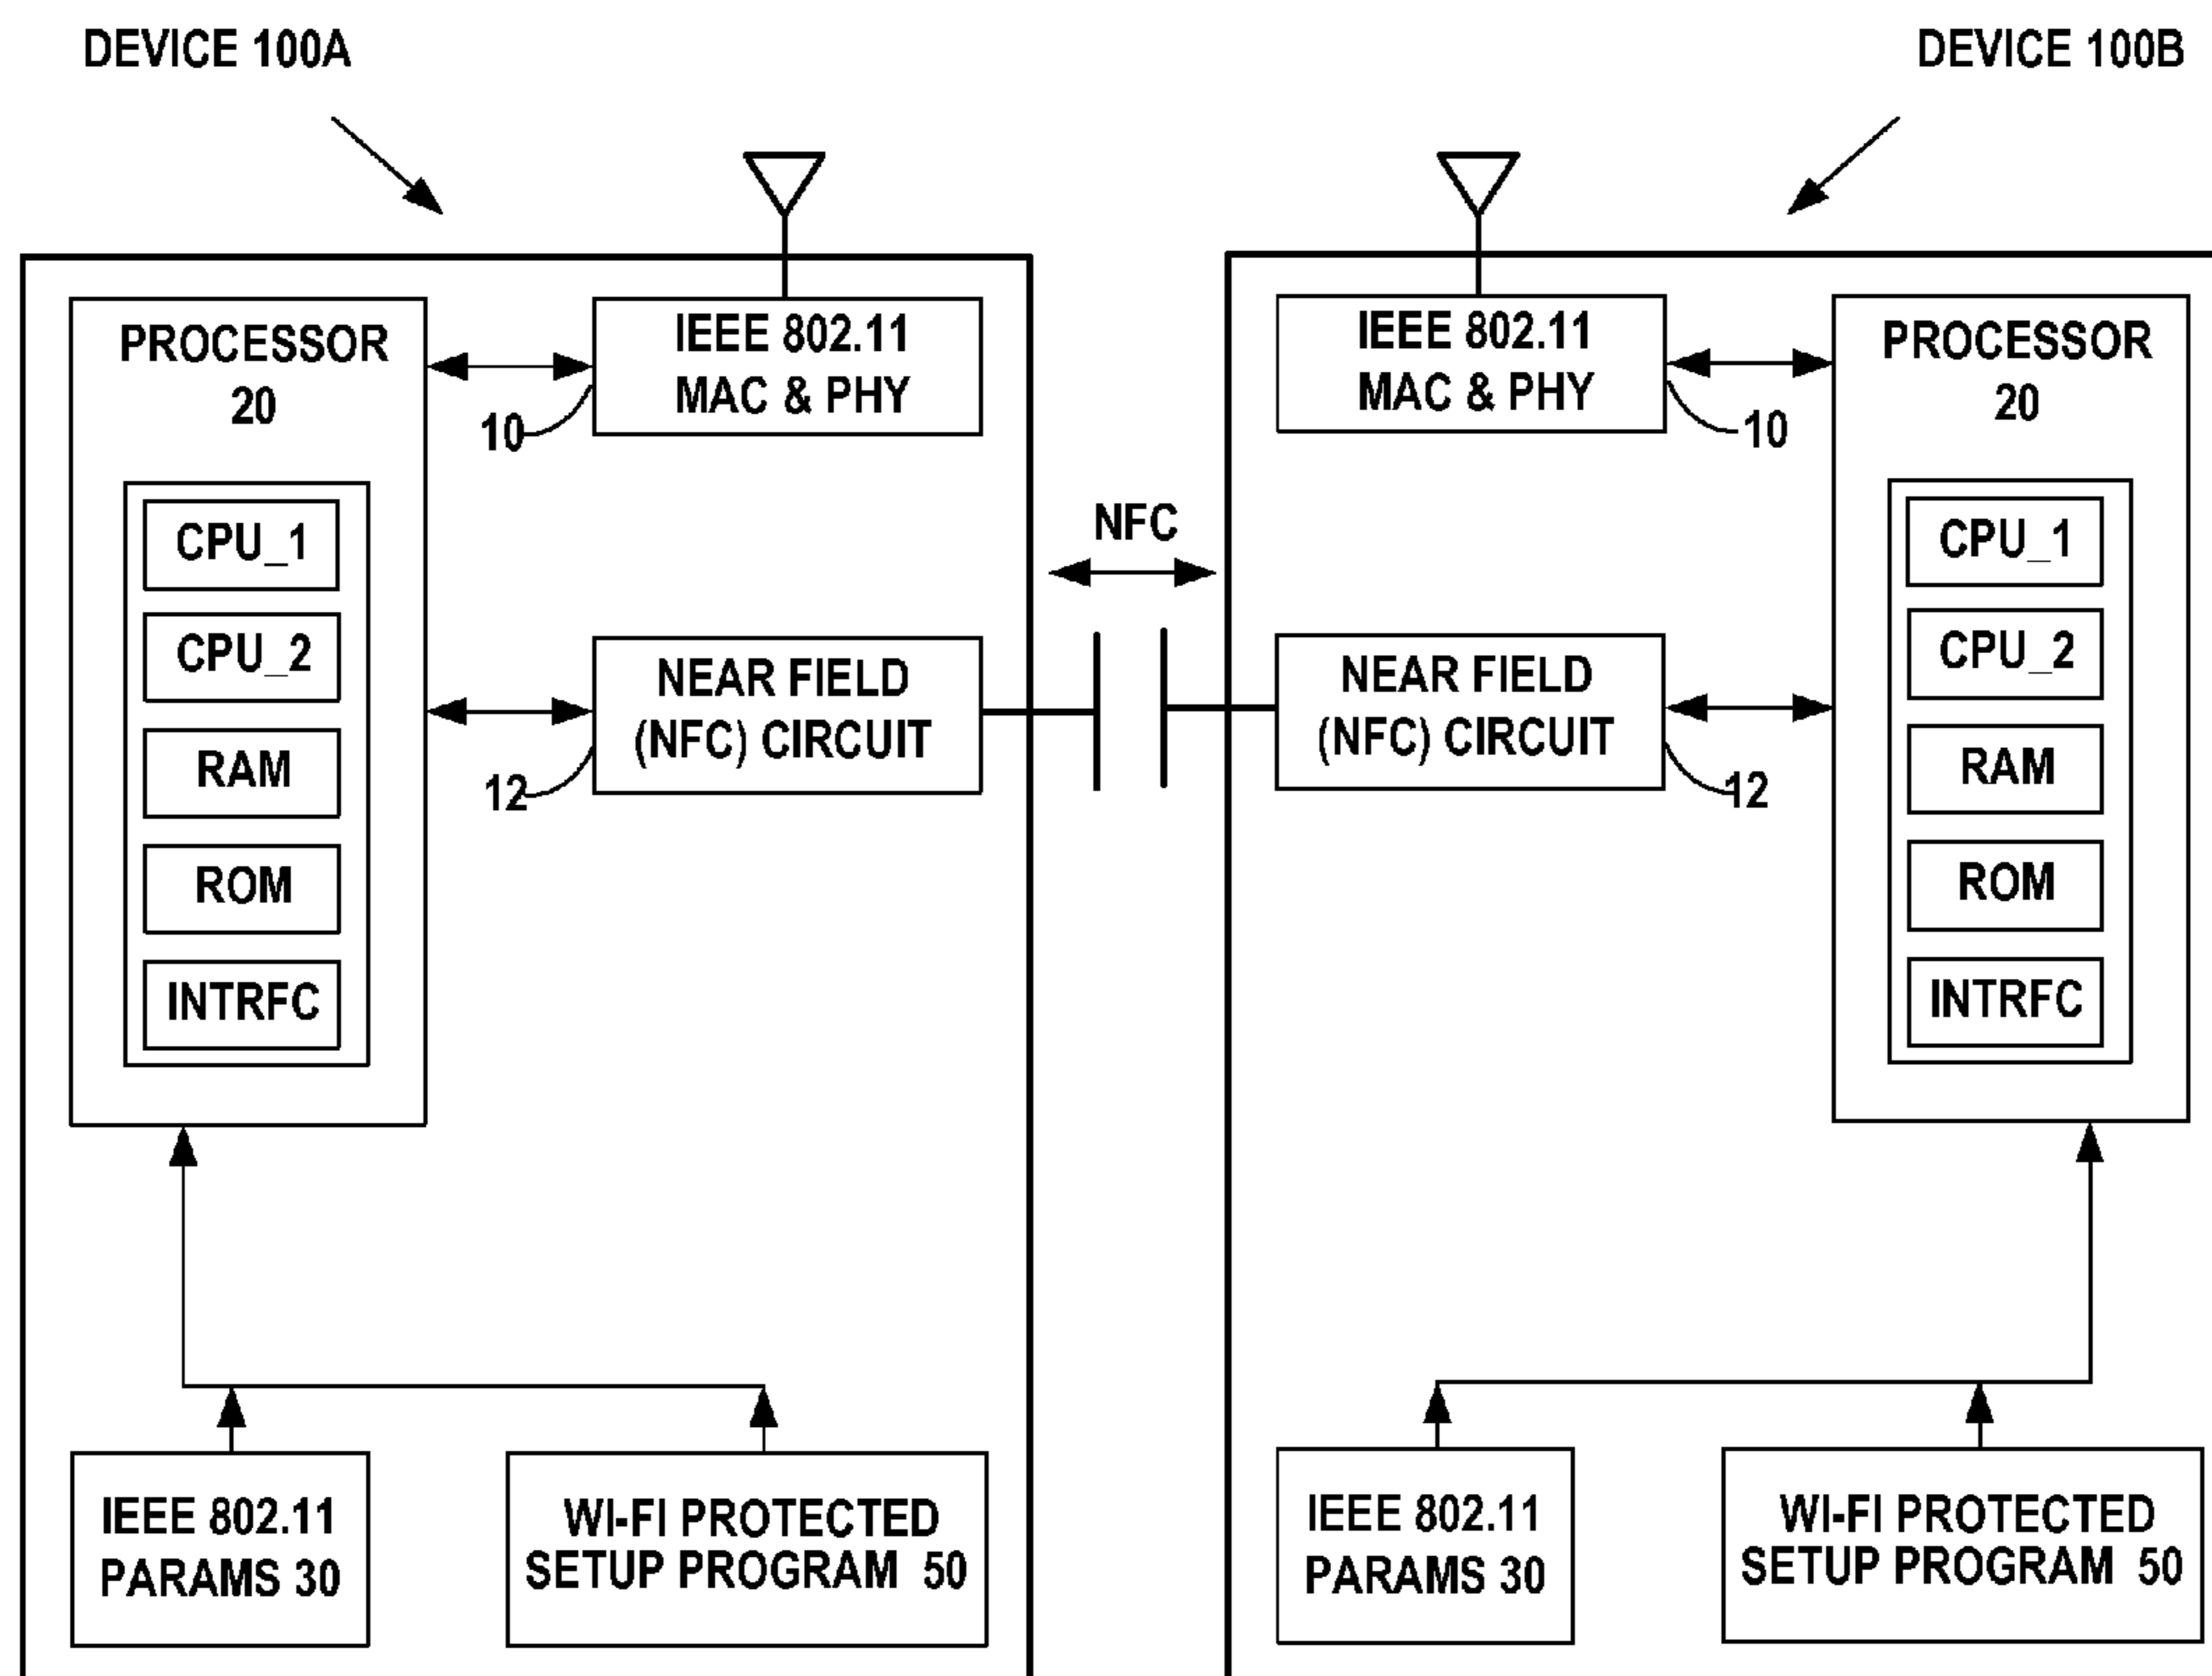 DEVICE 100A
DEVICE 100B
PROCESSOR
20
IEEE 802.11
MAC & PHY
10
CPU_1
CPU_2
RAM
ROM
INTRFC
NEAR FIELD
(NFC) CIRCUIT
12
IEEE 802.11
PARAMS 30
WI-FI PROTECTED
SETUP PROGRAM 50
NFC
IEEE 802.11
MAC & PHY
10
PROCESSOR
20
CPU_1
CPU_2
RAM
ROM
INTRFC
NEAR FIELD
(NFC) CIRCUIT
12
IEEE 802.11
PARAMS 30
WI-FI PROTECTED
SETUP PROGRAM 50